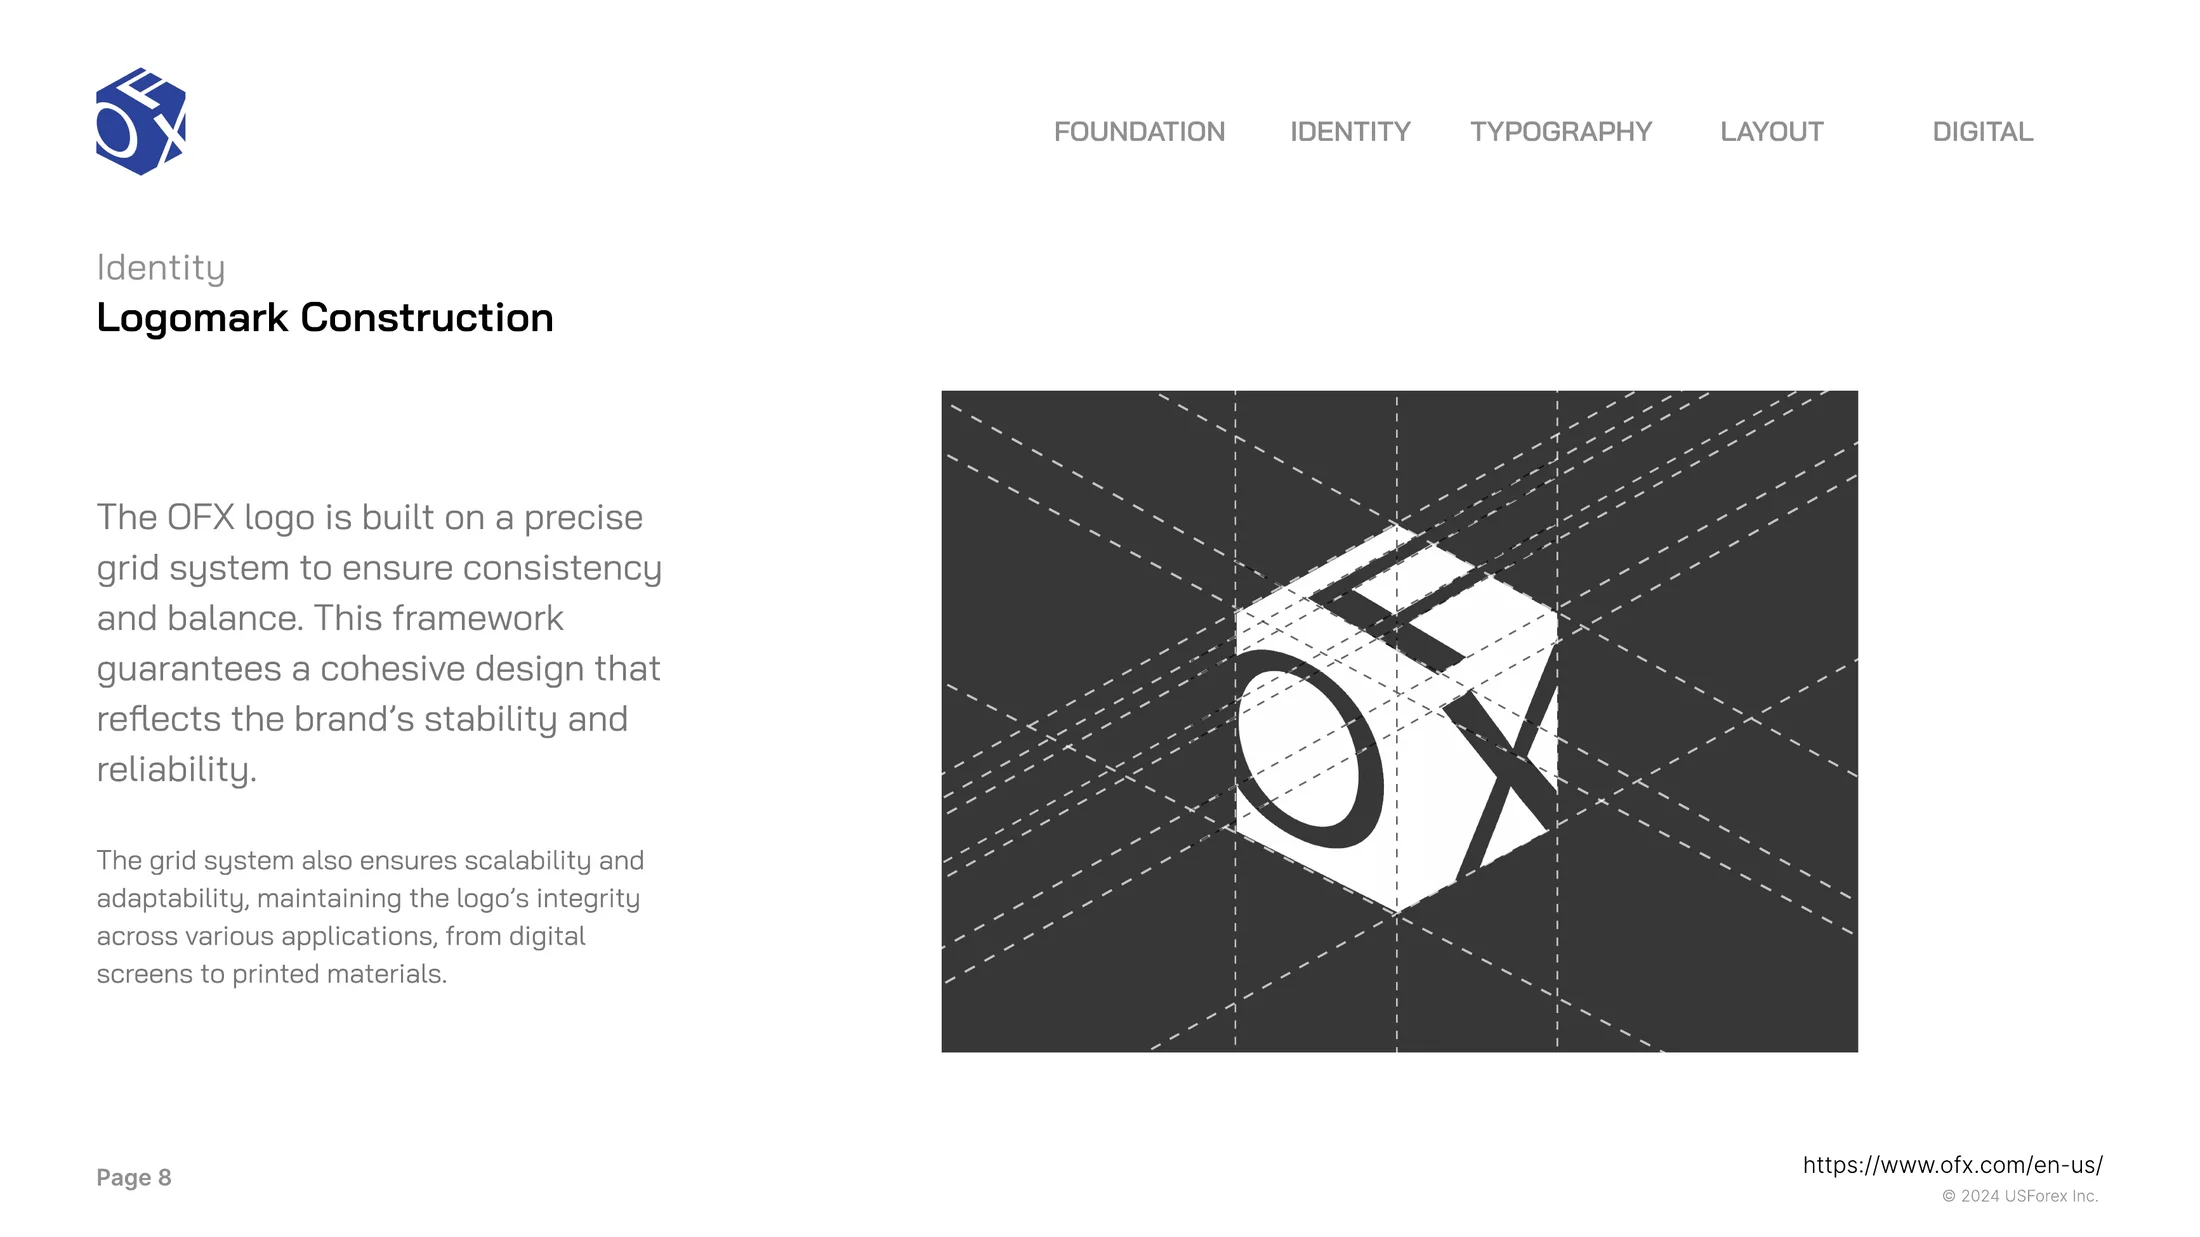 OFX
FOUNDATION IDENTITY TYPOGRAPHY LAYOUT DIGITAL
Identity
Logomark Construction
The OFX logo is built on a precise
grid system to ensure consistency
and balance. This framework
guarantees a cohesive design that
reflects the brand’s stability and
reliability.
The grid system also ensures scalability and
adaptability, maintaining the logo’s integrity
across various applications, from digital
screens to printed materials.
OFX
Page 8
https://www.ofx.com/en-us/
© 2024 USForex Inc.